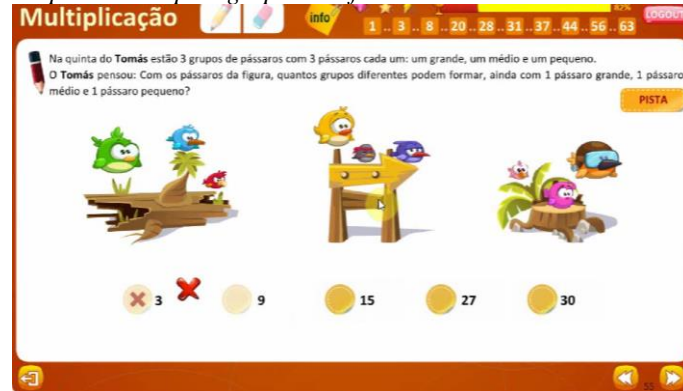 Multiplicação
info
1 .. 3 .. 8 .. 20 .. 28 .. 31 .. 37 .. 44 .. 56 .. 63
82%
LOGOUT
Na quinta do Tomás estão 3 grupos de pássaros com 3 pássaros cada um: um grande, um médio e um pequeno.
O Tomás pensou: Com os pássaros da figura, quantos grupos diferentes podem formar, ainda com 1 pássaro grande, 1 pássaro
médio e 1 pássaro pequeno?
PISTA
3
9
15
27
30
55